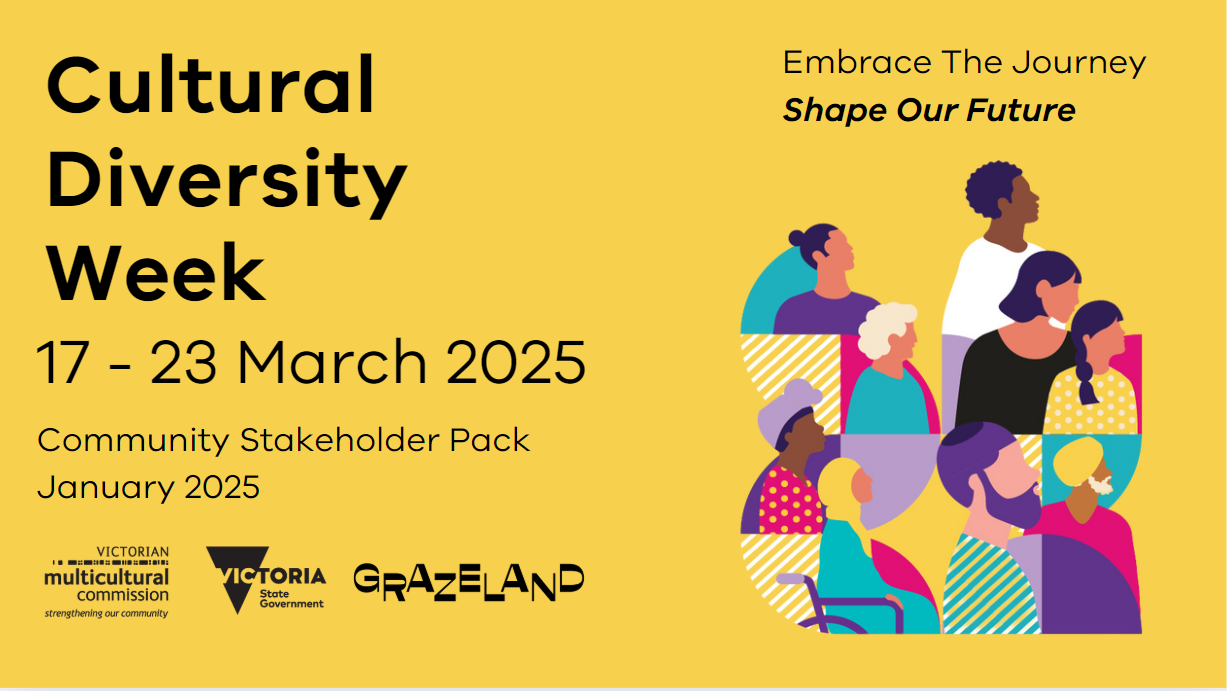 Cultural
Diversity
Week
17 - 23 March 2025
Community Stakeholder Pack
January 2025
Embrace The Journey
Shape Our Future
VICTORIAN
multicultural
commission
strengthening our community
VICTORIA
State
Government
GRAZELAND